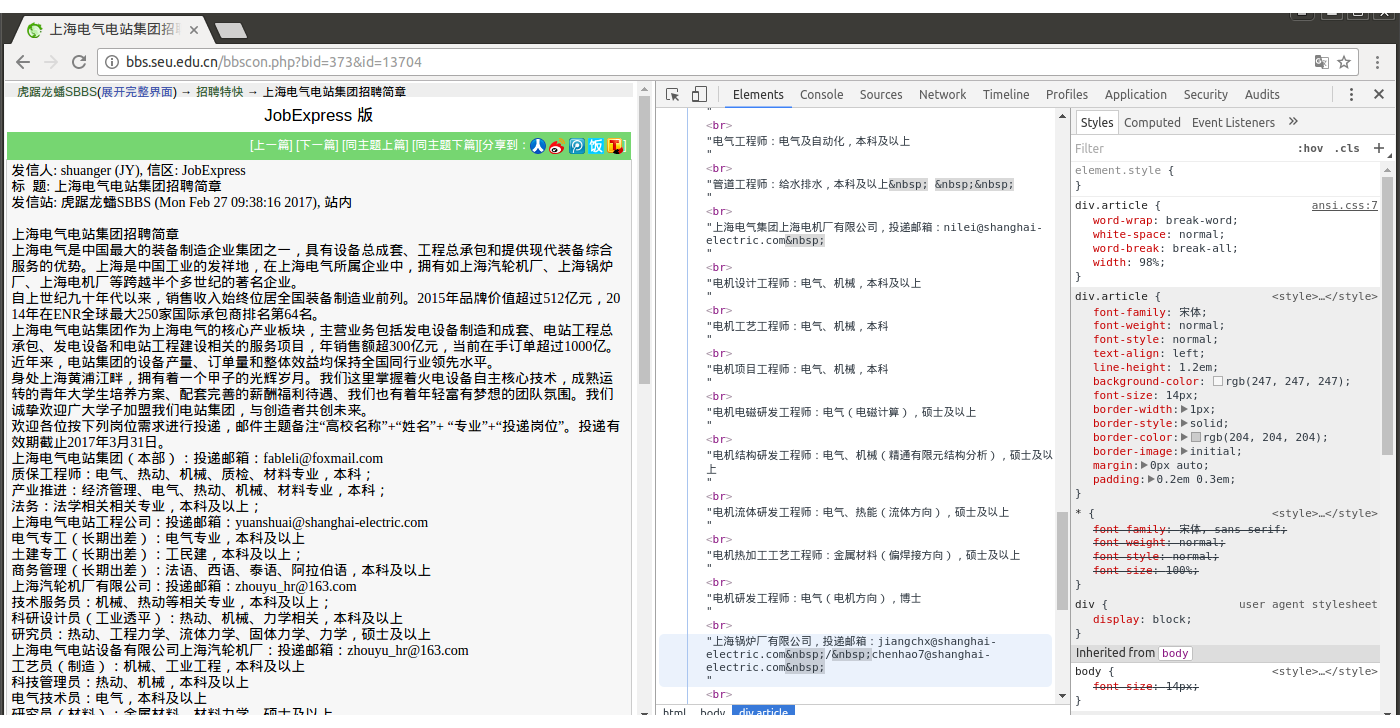 上海电气电站集团招聘
bbs.seu.edu.cn/bbscon.php?bid=373&id=13704
虎踞龙蟠SBBS(展开完整界面) → 招聘特快 → 上海电气电站集团招聘简章
JobExpress 版
[上一篇] [下一篇] [同主题上篇] [同主题下篇][分享到：
发信人: shuanger (JY), 信区: JobExpress
标 题: 上海电气电站集团招聘简章
发信站: 虎踞龙蟠SBBS (Mon Feb 27 09:38:16 2017), 站内
上海电气电站集团招聘简章
上海电气是中国最大的装备制造业企业集团之一，具有设备总成套、工程总承包和提供现代装备综合
服务的优势。上海是中国工业的发祥地，在上海电气所属企业中，拥有如上海汽轮机厂、上海锅炉
厂、上海电机厂等跨越半个多世纪的著名企业。
自上世纪九十年代以来，销售收入始终位居全国装备制造业前列。2015年品牌价值超过512亿元，20
14年在ENR全球最大250家国际承包商排名第64名。
上海电气电站集团作为上海电气的核心产业板块，主营业务包括发电设备制造和成套、电站工程总
承包、发电设备和电站工程建设相关的服务项目，年销售额超300亿元，当前在手订单超过1000亿。
近年来，电站集团的设备产量、订单量和整体效益均保持全国同行业领先水平。
身处上海黄浦江畔，拥有着一个甲子的光辉岁月。我们这里掌握着火电设备自主核心技术，成熟运
转的青年大学生培养方案、配套完善的薪酬福利待遇、我们也有着年轻富有梦想的团队氛围。我们
诚挚欢迎广大学子加盟我们电站集团，与创造者共创未来。
欢迎各位按下列岗位需求进行投递，邮件主题备注“高校名称”+“姓名”+ “专业”+“投递岗位”。投递有
效期截止2017年3月31日。
上海电气电站集团（本部）：投递邮箱：fableli@foxmail.com
质保工程师：电气、热动、机械、质检、材料专业，本科；
产业推进：经济管理、电气、热动、机械、材料专业，本科；
法务：法学相关相关专业，本科及以上；
上海电气电站工程公司：投递邮箱：yuanshuai@shanghai-electric.com
电气专工（长期出差）：电气专业，本科及以上
土建专工（长期出差）：工民建，本科及以上；
商务管理（长期出差）：法语、西语、泰语、阿拉伯语，本科及以上
上海汽轮机厂有限公司：投递邮箱：zhouyu_hr@163.com
技术服务员：机械、热动等相关专业，本科及以上；
科研设计员（工业透平）：热动、机械、力学相关，本科及以上
研究员：热动、工程力学、流体力学、固体力学、力学，硕士及以上
上海电气电站设备有限公司上海汽轮机厂：投递邮箱：zhouyu_hr@163.com
工艺员（制造）：机械、工业工程，本科及以上
科技管理员：热动、机械，本科及以上
电气技术员：电气，本科及以上
研究员（材料）：金属材料、材料力学，硕士及以上
Elements Console Sources Network Timeline Profiles Application Security Audits
"
<br>
"电气工程师：电气及自动化，本科及以上
"
<br>
"管道工程师：给水排水，本科及以上&nbsp; &nbsp;&nbsp;
"
<br>
"上海电气集团上海电机厂有限公司，投递邮箱：nilei@shanghai-
electric.com&nbsp;
"
<br>
"电机设计工程师：电气、机械，本科及以上
"
<br>
"电机工艺工程师：电气、机械，本科
"
<br>
"电机项目工程师：电气、机械，本科
"
<br>
"电机电磁研发工程师：电气（电磁计算），硕士及以上
"
<br>
"电机结构研发工程师：电气、机械（精通有限元结构分析），硕士及以
上
"
<br>
"电机流体研发工程师：电气、热能（流体方向），硕士及以上
"
<br>
"电机热加工工艺工程师：金属材料（偏焊接方向），硕士及以上
"
<br>
"电机研发工程师：电气（电机方向），博士
"
<br>
"上海锅炉厂有限公司，投递邮箱：jiangchx@shanghai-
electric.com&nbsp;/&nbsp;chenhao7@shanghai-
electric.com&nbsp;
"
<br>
html body div.article
Styles Computed Event Listeners »
Filter :hov .cls +
element.style {
}
div.article { ansi.css:7
word-wrap: break-word;
white-space: normal;
word-break: break-all;
width: 98%;
}
div.article { <style>…</style>
font-family: 宋体;
font-weight: normal;
font-style: normal;
text-align: left;
line-height: 1.2em;
background-color: rgb(247, 247, 247);
font-size: 14px;
border-width: 1px;
border-style: solid;
border-color: rgb(204, 204, 204);
border-image: initial;
margin: 0px auto;
padding: 0.2em 0.3em;
}
* { <style>…</style>
font-family: 宋体, sans-serif;
font-weight: normal;
font-style: normal;
font-size: 100%;
}
div { user agent stylesheet
display: block;
}
Inherited from body
body { <style>…</style>
font-size: 14px;
}